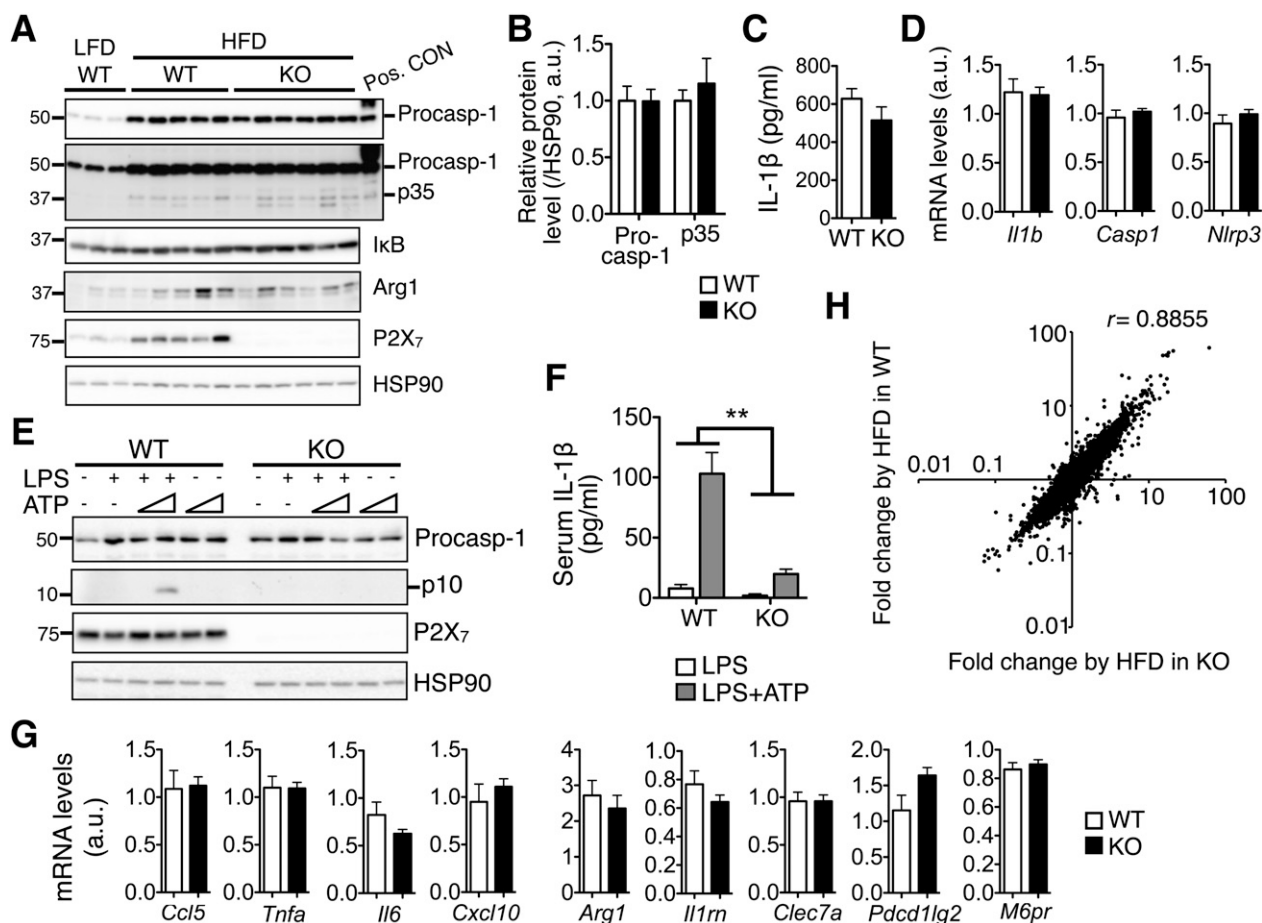 A
LFD
HFD
WT
WT
KO
Pos. CON
50
Procasp-1
50
Procasp-1
37
p35
37
IκB
37
Arg1
75
P2X₇
HSP90
B
Relative protein
level (/HSP90, a.u.)
1.5
1.0
0.5
0.0
Pro-
casp-1
p35
WT
KO
C
IL-1β (pg/ml)
800
600
400
200
0
WT KO
D
mRNA levels (a.u.)
1.5
1.0
0.5
0.0
Il1b
1.5
1.0
0.5
0.0
Casp1
1.5
1.0
0.5
0.0
Nlrp3
E
WT
KO
LPS - + + + - - - + + + - -
ATP - - - -
50
Procasp-1
10
p10
75
P2X₇
HSP90
F
Serum IL-1β
(pg/ml)
150
100
50
0
**
WT
KO
LPS
LPS+ATP
H
r= 0.8855
Fold change by HFD in WT
100
10
0.1
0.01
0.01
0.1
10
100
Fold change by HFD in KO
G
mRNA levels
(a.u.)
1.5
1.0
0.5
0.0
Ccl5
1.5
1.0
0.5
0.0
Tnfa
1.5
1.0
0.5
0.0
Il6
1.5
1.0
0.5
0.0
Cxcl10
4
3
2
1
0
Arg1
1.0
0.8
0.6
0.4
0.2
0.0
Il1rn
1.5
1.0
0.5
0.0
Clec7a
2.0
1.5
1.0
0.5
0.0
Pdcd1lg2
1.0
0.8
0.6
0.4
0.2
0.0
M6pr
WT
KO